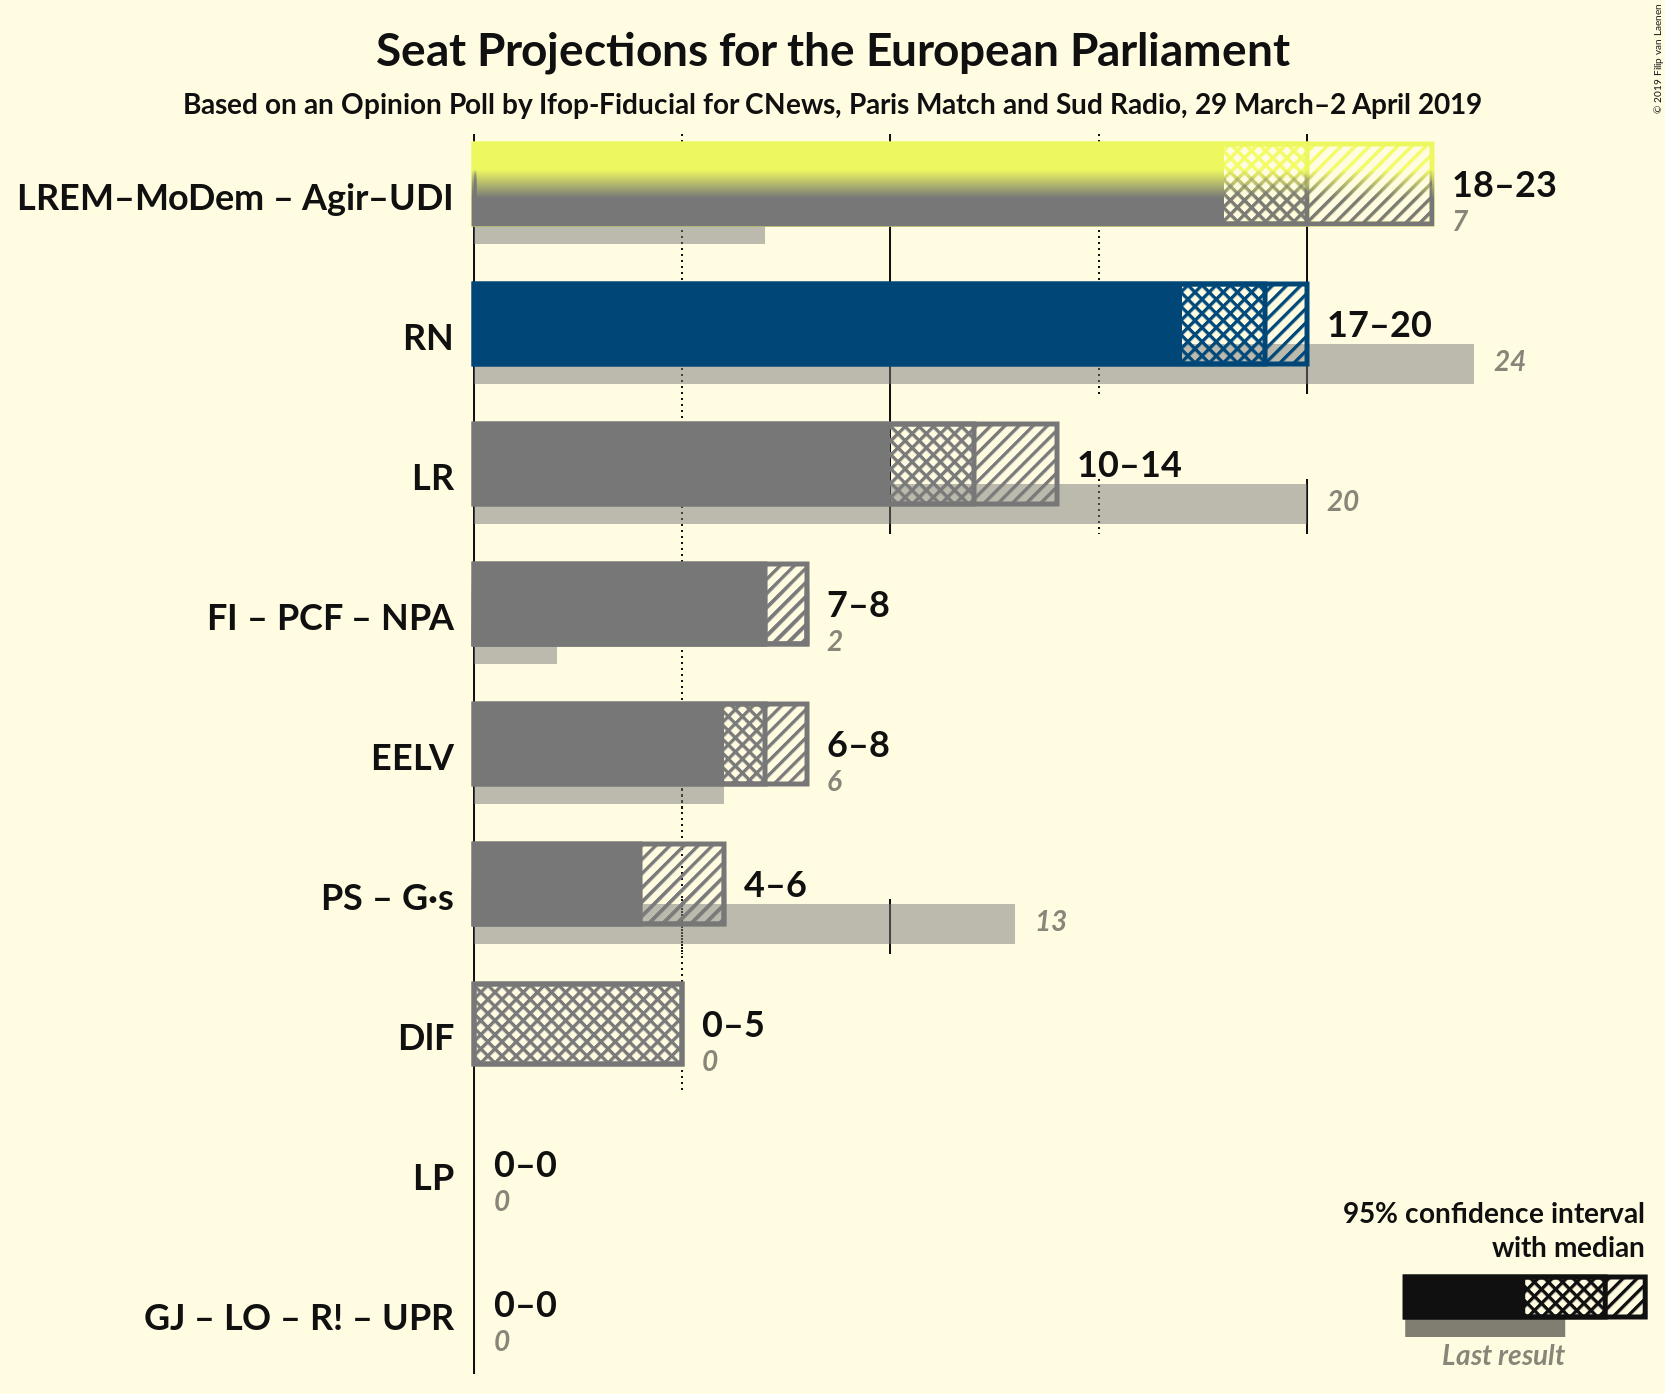 Seat Projections for the European Parliament
Based on an Opinion Poll by Ifop-Fiducial for CNews, Paris Match and Sud Radio, 29 March–2 April 2019
© 2019 Filip van Laenen
LREM–MoDem – Agir–UDI
18–23
7
RN
17–20
24
LR
10–14
20
FI – PCF – NPA
7–8
2
EELV
6–8
6
PS – G·s
4–6
13
DlF
0–5
0
LP
0–0
0
GJ – LO – R! – UPR
0–0
0
95% confidence interval
with median
Last result